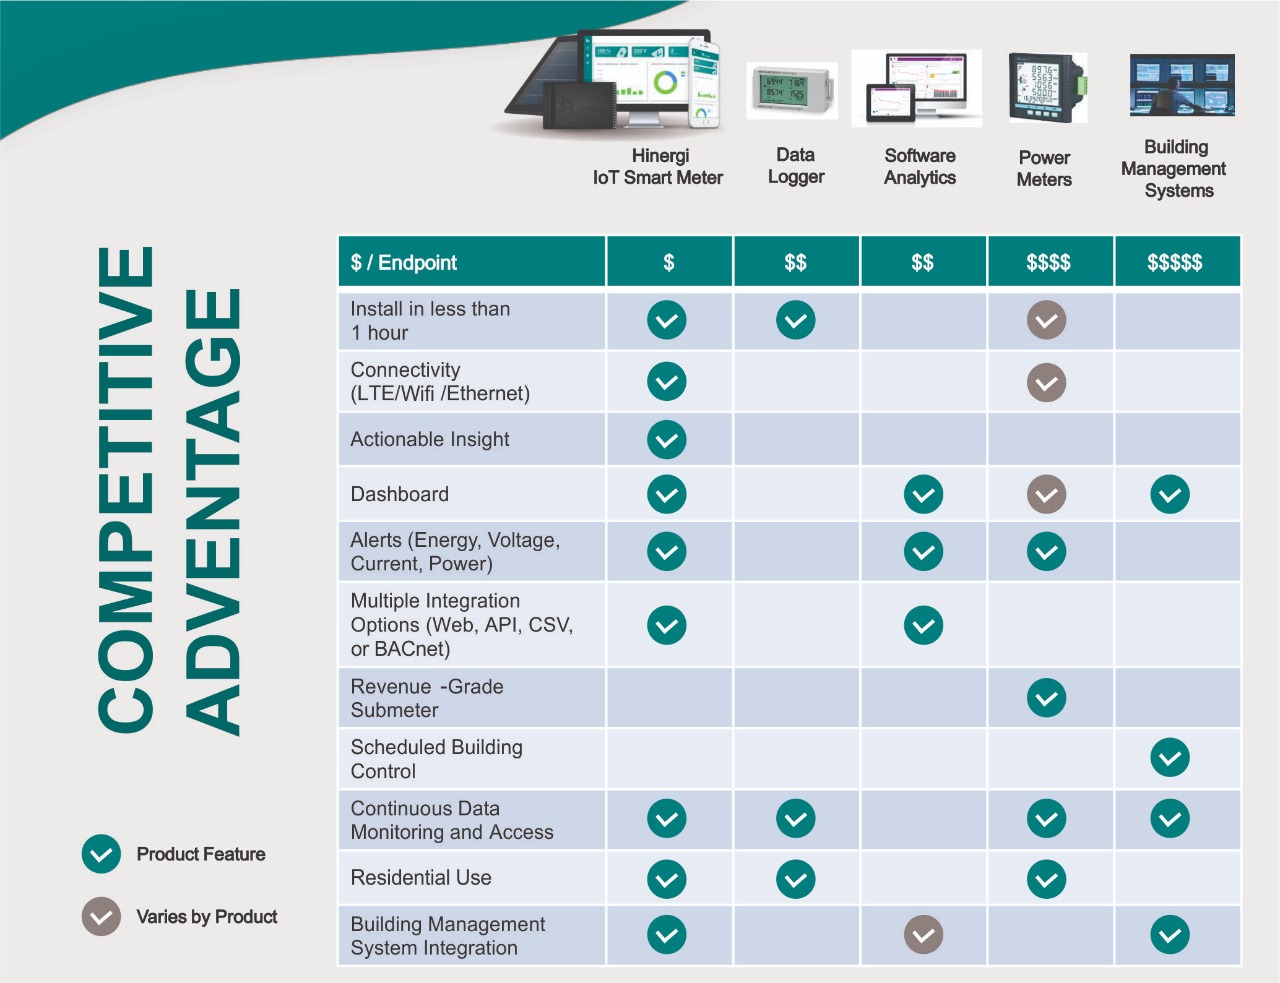 Hinergi
IoT Smart Meter
Data
Logger
Software
Analytics
Power
Meters
Building
Management
Systems
COMPETITIVE
ADVENTAGE
$ / Endpoint $ $$ $$ $$$$ $$$$$
Install in less than
1 hour
Connectivity
(LTE/Wifi /Ethernet)
Actionable Insight
Dashboard
Alerts (Energy, Voltage,
Current, Power)
Multiple Integration
Options (Web, API, CSV,
or BACnet)
Revenue -Grade
Submeter
Scheduled Building
Control
Continuous Data
Monitoring and Access
Residential Use
Building Management
System Integration
Product Feature
Varies by Product